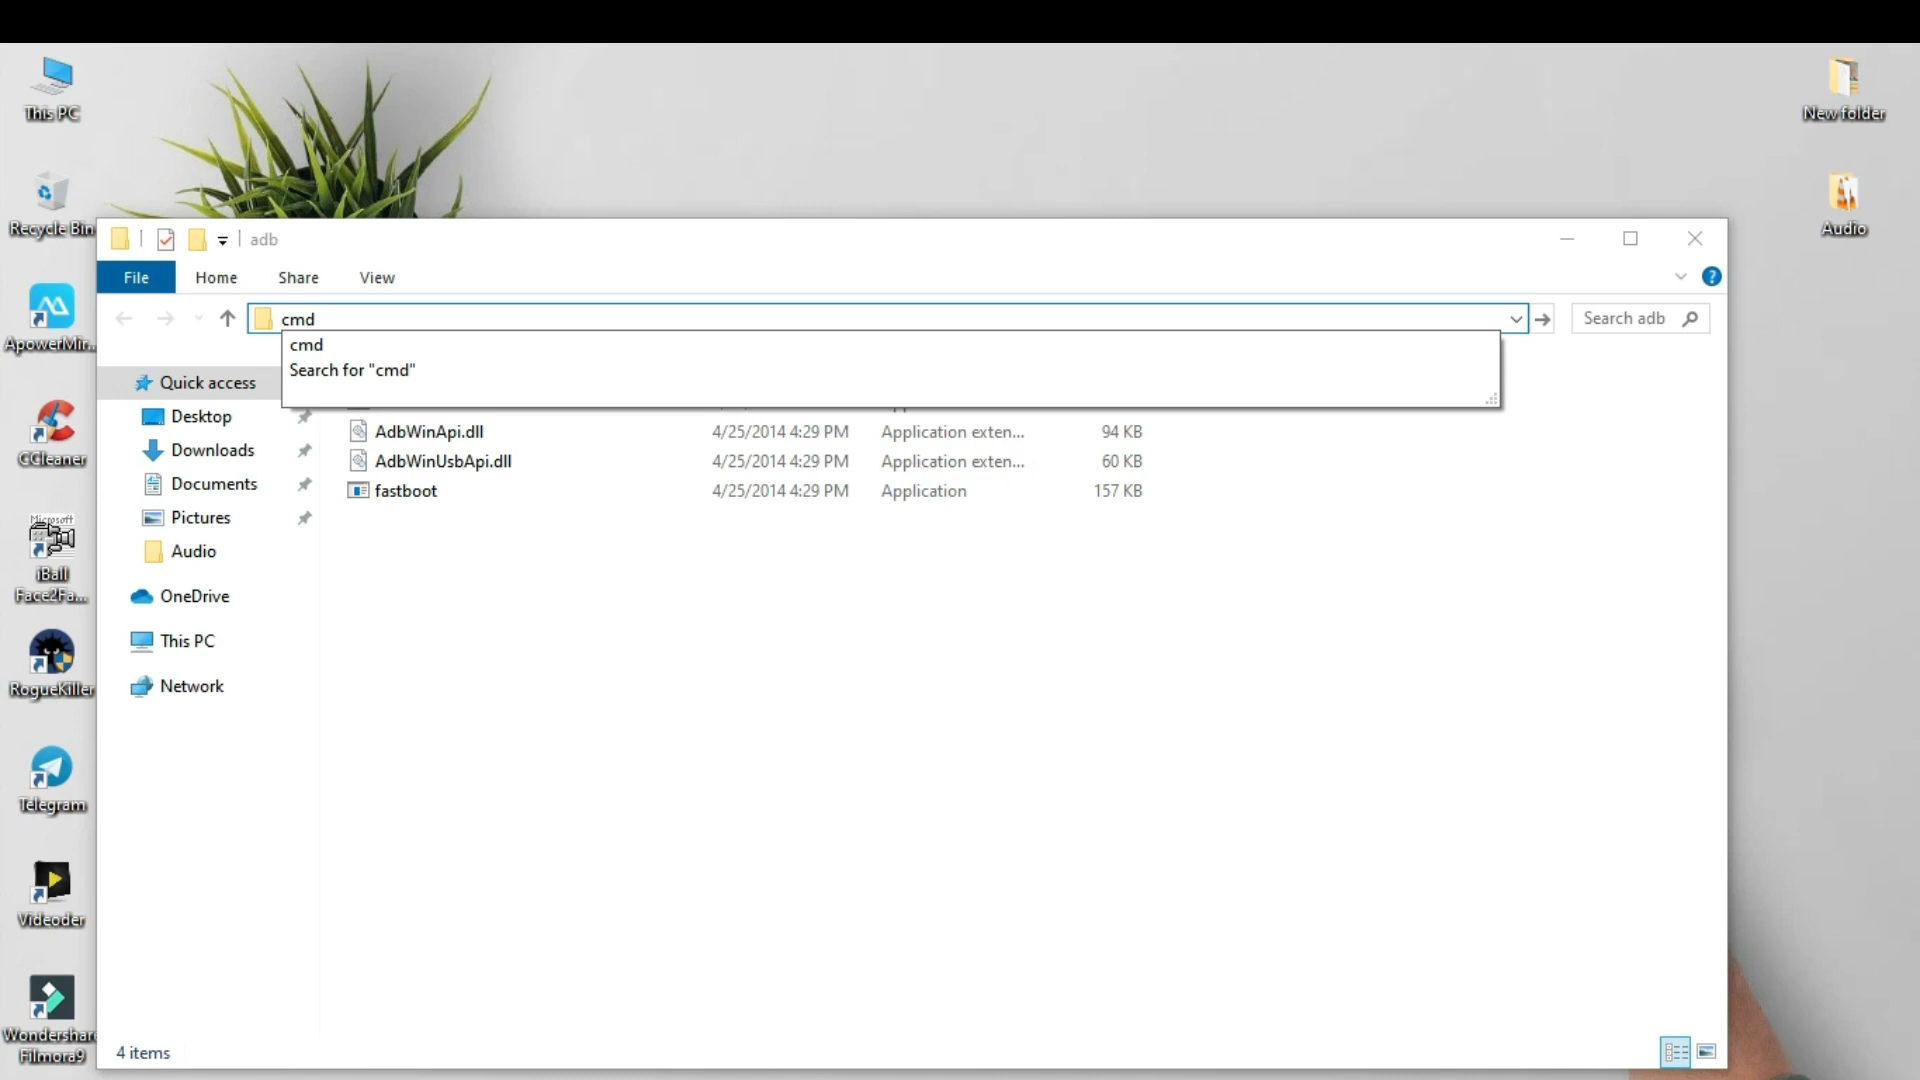 This PC
New folder
Recycle Bin
Audio
adb
File
Home
Share
View
?
cmd
Search adb
cmd
Search for "cmd"
ApowerMir...
Quick access
Desktop
Downloads
Documents
Pictures
Audio
OneDrive
This PC
Network
AdbWinApi.dll 4/25/2014 4:29 PM Application exten... 94 KB
AdbWinUsbApi.dll 4/25/2014 4:29 PM Application exten... 60 KB
fastboot 4/25/2014 4:29 PM Application 157 KB
CCleaner
Microsoft
iBall
Face2Fa...
RogueKiller
Telegram
Videoder
Wondershar
Filmora9
4 items